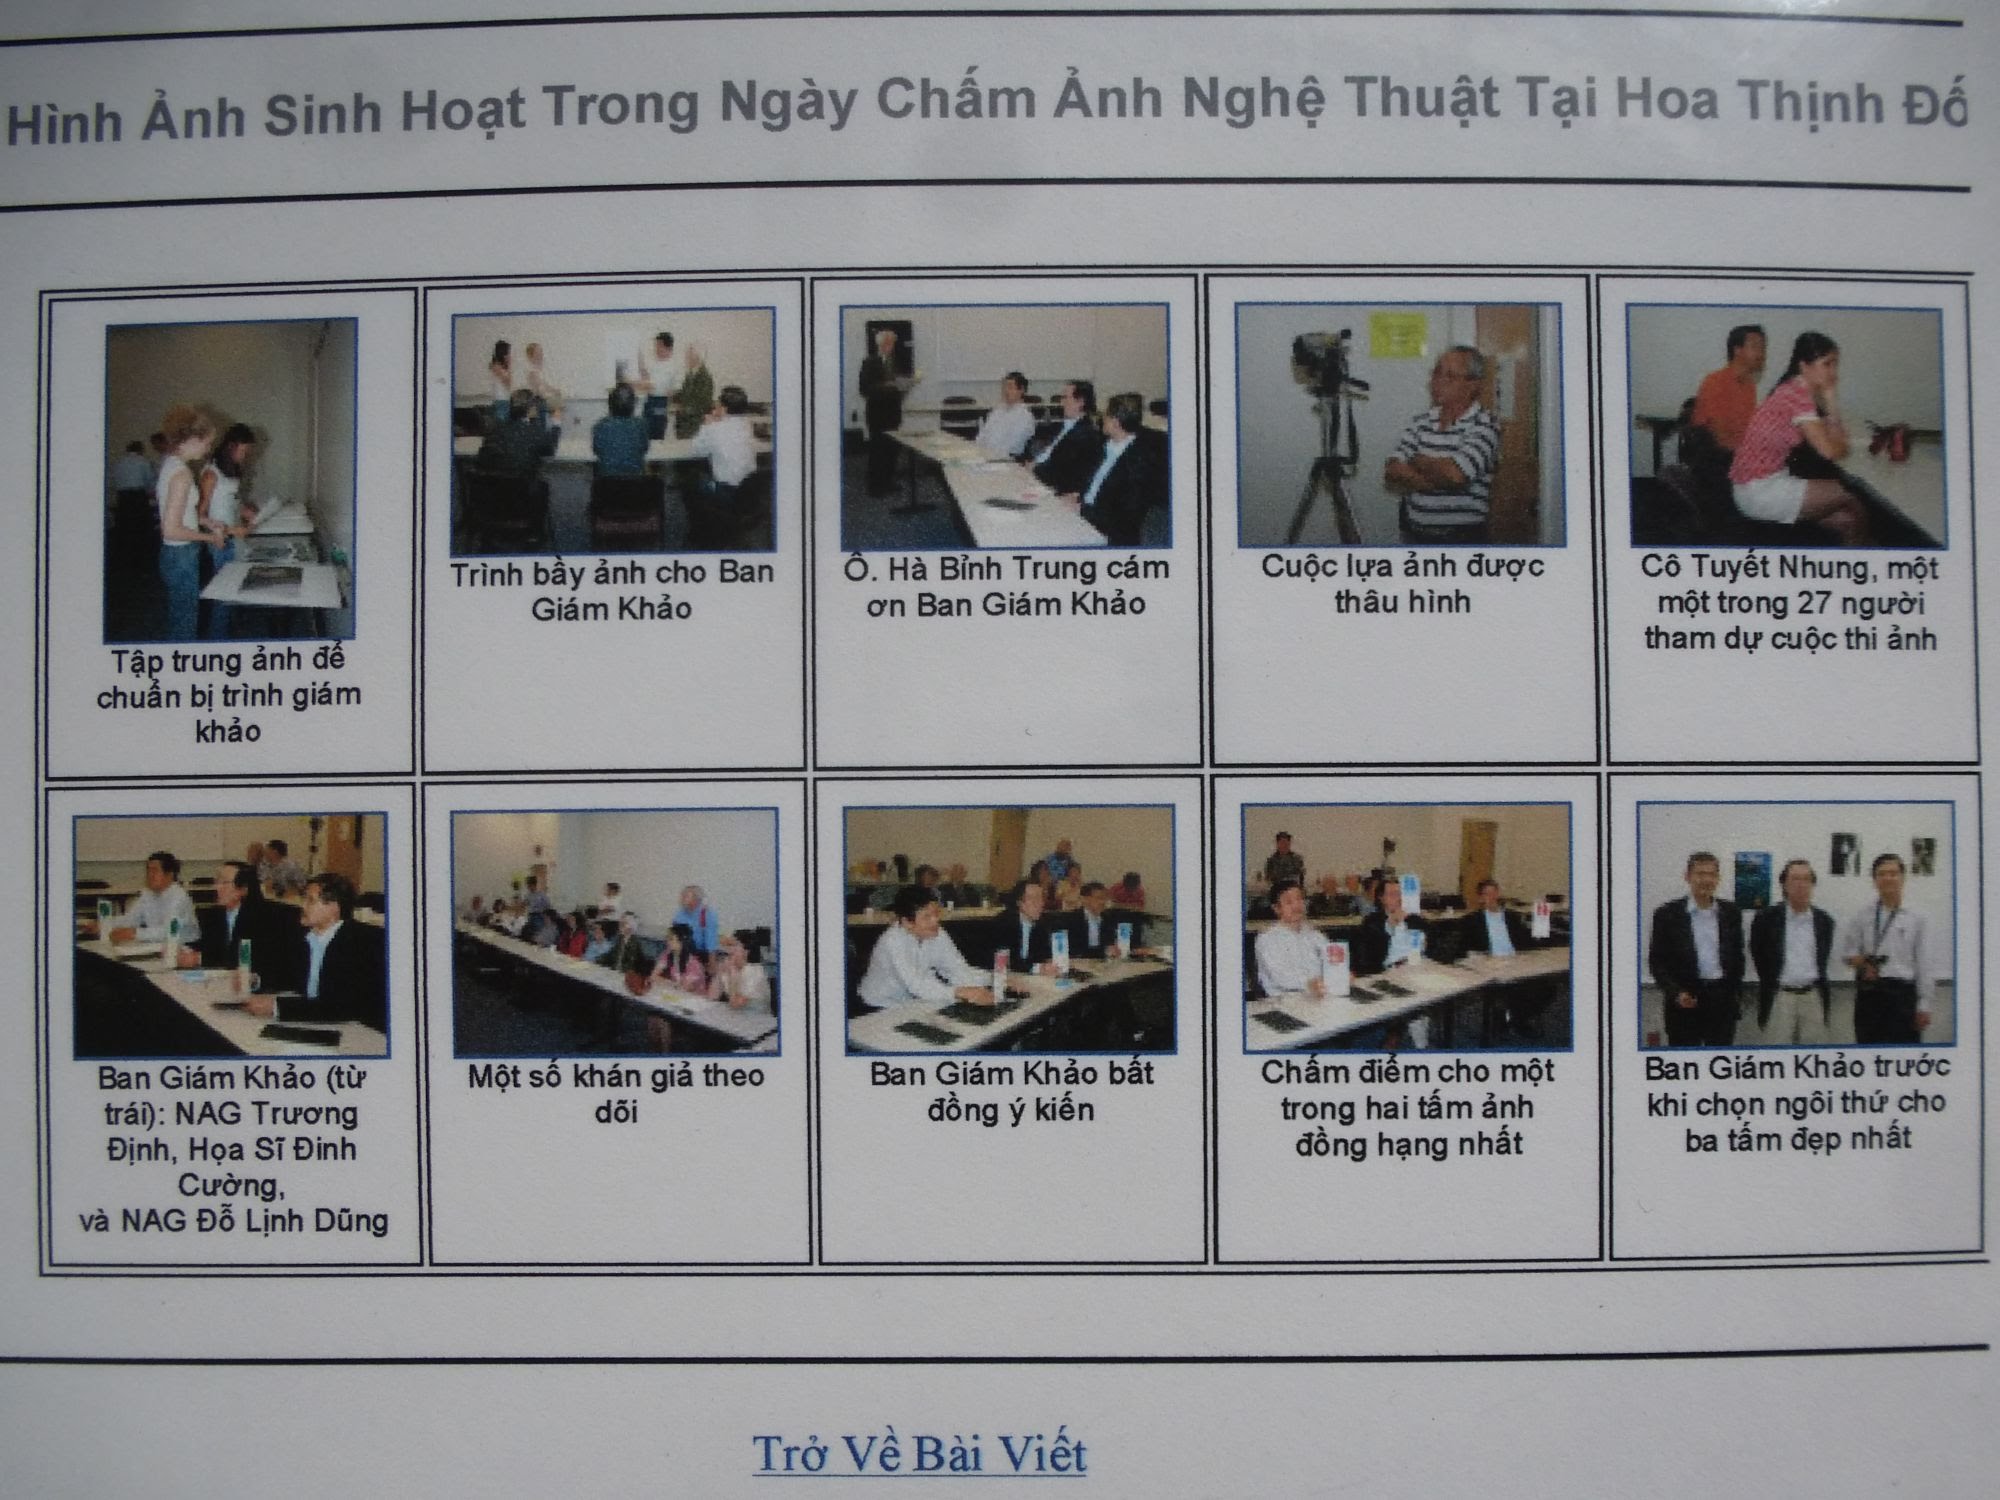 Hình Ảnh Sinh Hoạt Trong Ngày Chấm Ảnh Nghệ Thuật Tại Hoa Thịnh Đố
Tập trung ảnh để
chuẩn bị trình giám
khảo
Trình bầy ảnh cho Ban
Giám Khảo
Ô. Hà Bỉnh Trung cám
ơn Ban Giám Khảo
Cuộc lựa ảnh được
thâu hình
Cô Tuyết Nhung, một
một trong 27 người
tham dự cuộc thi ảnh
Ban Giám Khảo (từ
trái): NAG Trương
Định, Họa Sĩ Đinh
Cường,
và NAG Đỗ Lịnh Dũng
Một số khán giả theo
dõi
Ban Giám Khảo bất
đồng ý kiến
Chấm điểm cho một
trong hai tấm ảnh
đồng hạng nhất
Ban Giám Khảo trước
khi chọn ngôi thứ cho
ba tấm đẹp nhất
Trở Về Bài Viết